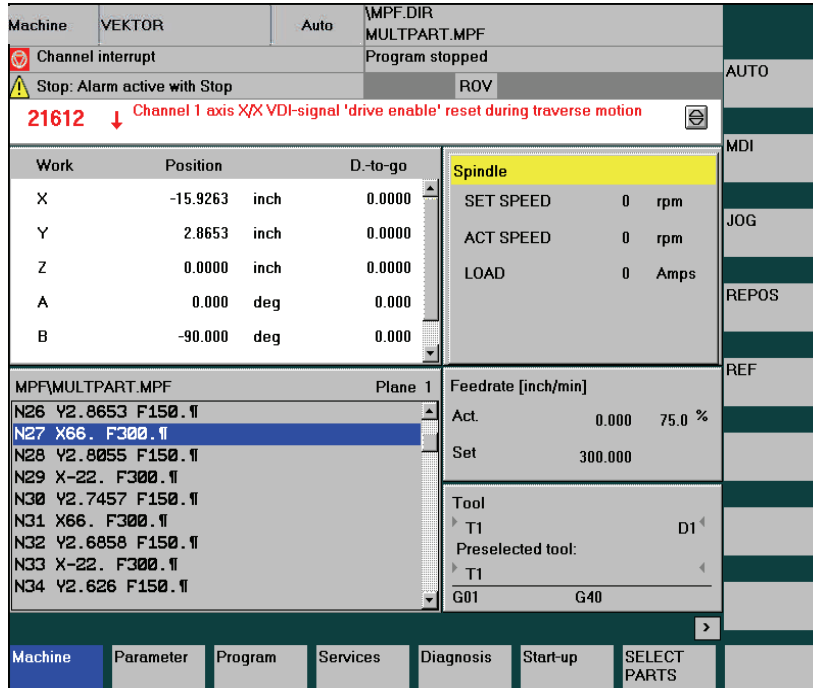 Machine VEKTOR Auto \MPF.DIR
MULTPART.MPF
Channel interrupt Program stopped
Stop: Alarm active with Stop ROV
21612 ↓ Channel 1 axis X/X VDI-signal 'drive enable' reset during traverse motion
Work Position D.-to-go
X -15.9263 inch 0.0000
Y 2.8653 inch 0.0000
Z 0.0000 inch 0.0000
A 0.000 deg 0.000
B -90.000 deg 0.000
Spindle
SET SPEED 0 rpm
ACT SPEED 0 rpm
LOAD 0 Amps
MPF\MULTPART.MPF Plane 1
N26 Y2.8653 F150.¶
N27 X66. F300.¶
N28 Y2.8055 F150.¶
N29 X-22. F300.¶
N30 Y2.7457 F150.¶
N31 X66. F300.¶
N32 Y2.6858 F150.¶
N33 X-22. F300.¶
N34 Y2.626 F150.¶
Feedrate [inch/min]
Act. 0.000 75.0 %
Set 300.000
Tool
T1 D1
Preselected tool:
T1
G01 G40
>
AUTO
MDI
JOG
REPOS
REF
Machine Parameter Program Services Diagnosis Start-up SELECT
PARTS